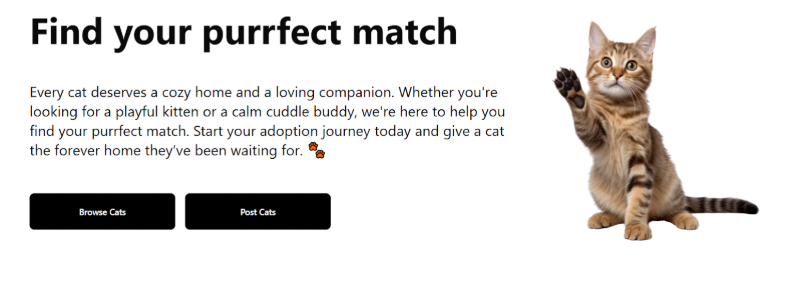 Find your purrfect match
Every cat deserves a cozy home and a loving companion. Whether you're
looking for a playful kitten or a calm cuddle buddy, we're here to help you
find your purrfect match. Start your adoption journey today and give a cat
the forever home they’ve been waiting for. 🐾
Browse Cats
Post Cats